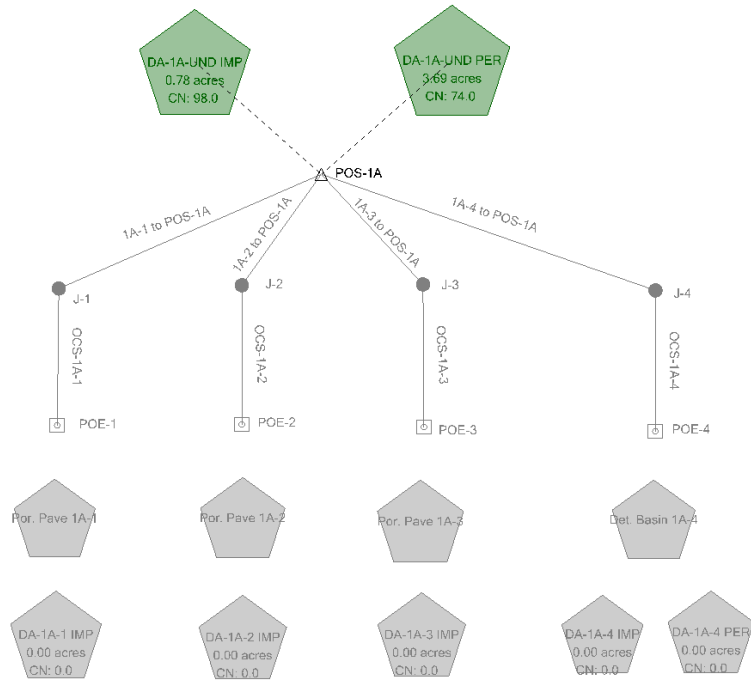 DA-1A-UND IMP
0.78 acres
CN: 98.0
DA-1A-UND PER
3.69 acres
CN: 74.0
POS-1A
1A-1 to POS-1A
1A-2 to POS-1A
1A-3 to POS-1A
1A-4 to POS-1A
J-1
J-2
J-3
J-4
OCS-1A-1
OCS-1A-2
OCS-1A-3
OCS-1A-4
POE-1
POE-2
POE-3
POE-4
Por. Pave 1A-1
Por. Pave 1A-2
Por. Pave 1A-3
Det. Basin 1A-4
DA-1A-1 IMP
0.00 acres
CN: 0.0
DA-1A-2 IMP
0.00 acres
CN: 0.0
DA-1A-3 IMP
0.00 acres
CN: 0.0
DA-1A-4 IMP
0.00 acres
CN: 0.0
DA-1A-4 PER
0.00 acres
CN: 0.0